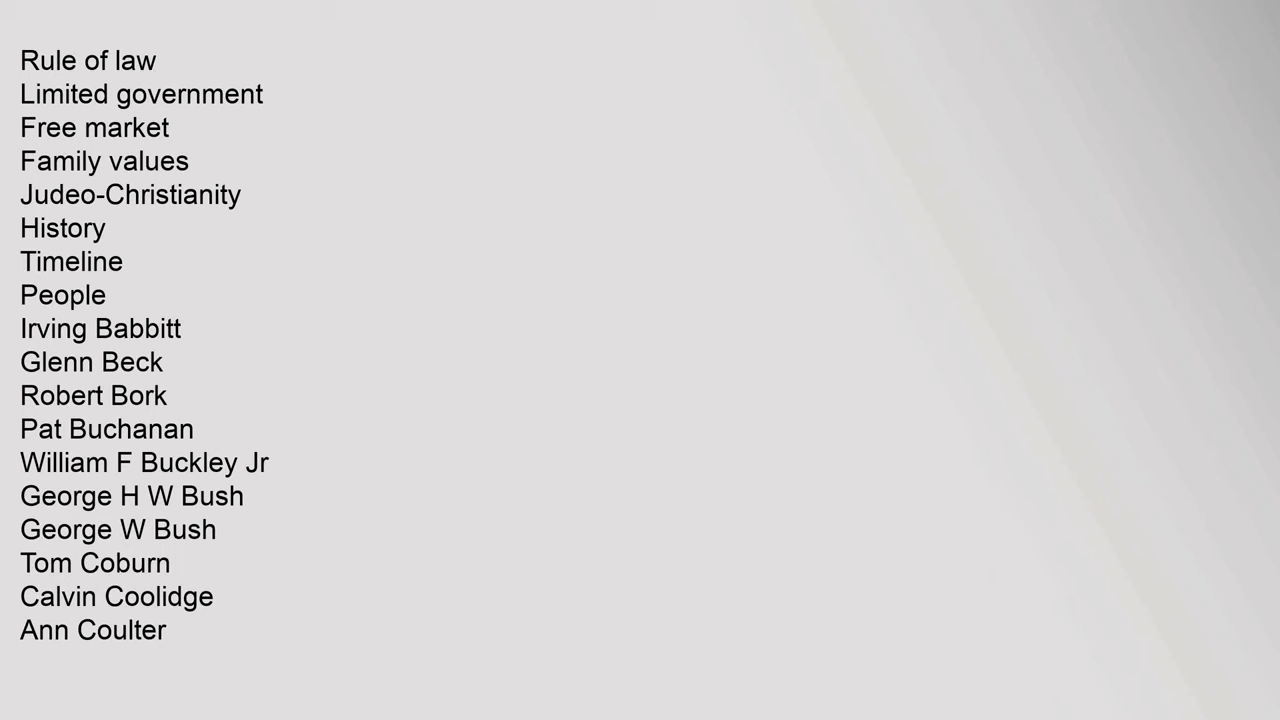 Rule of law
Limited government
Free market
Family values
Judeo-Christianity
History
Timeline
People
Irving Babbitt
Glenn Beck
Robert Bork
Pat Buchanan
William F Buckley Jr
George H W Bush
George W Bush
Tom Coburn
Calvin Coolidge
Ann Coulter